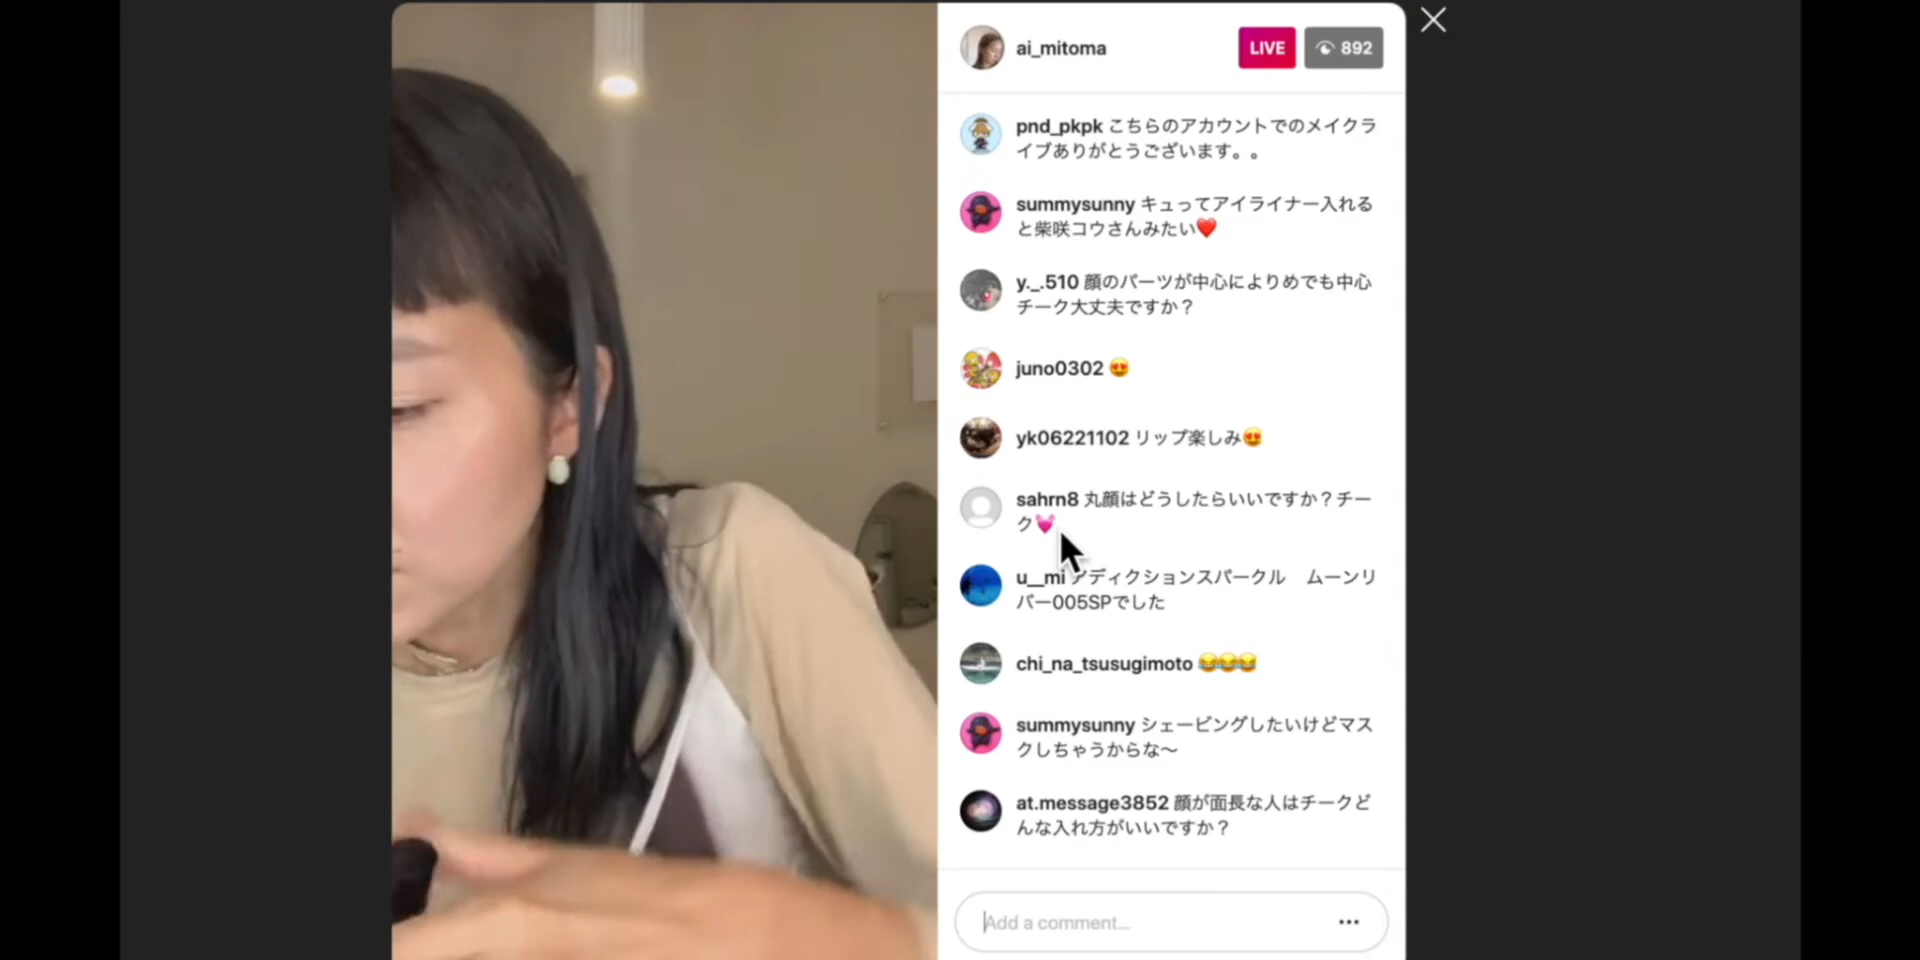 ai_mitoma
LIVE
892
pnd_pkpk こちらのアカウントでのメイクラ
イブありがとうございます。。
summysunny キュってアイライナー入れる
と柴咲コウさんみたい❤️
y._.510 顔のパーツが中心によりめでも中心
チーク大丈夫ですか？
juno0302 😍
yk06221102 リップ楽しみ😍
sahrn8 丸顔はどうしたらいいですか？チー
ク💓
u__mi アディクションスパークル　ムーンリ
バー005SPでした
chi_na_tsusugimoto 😂😂😂
summysunny シェービングしたいけどマス
クしちゃうからな〜
at.message3852 顔が面長な人はチークど
んな入れ方がいいですか？
Add a comment...